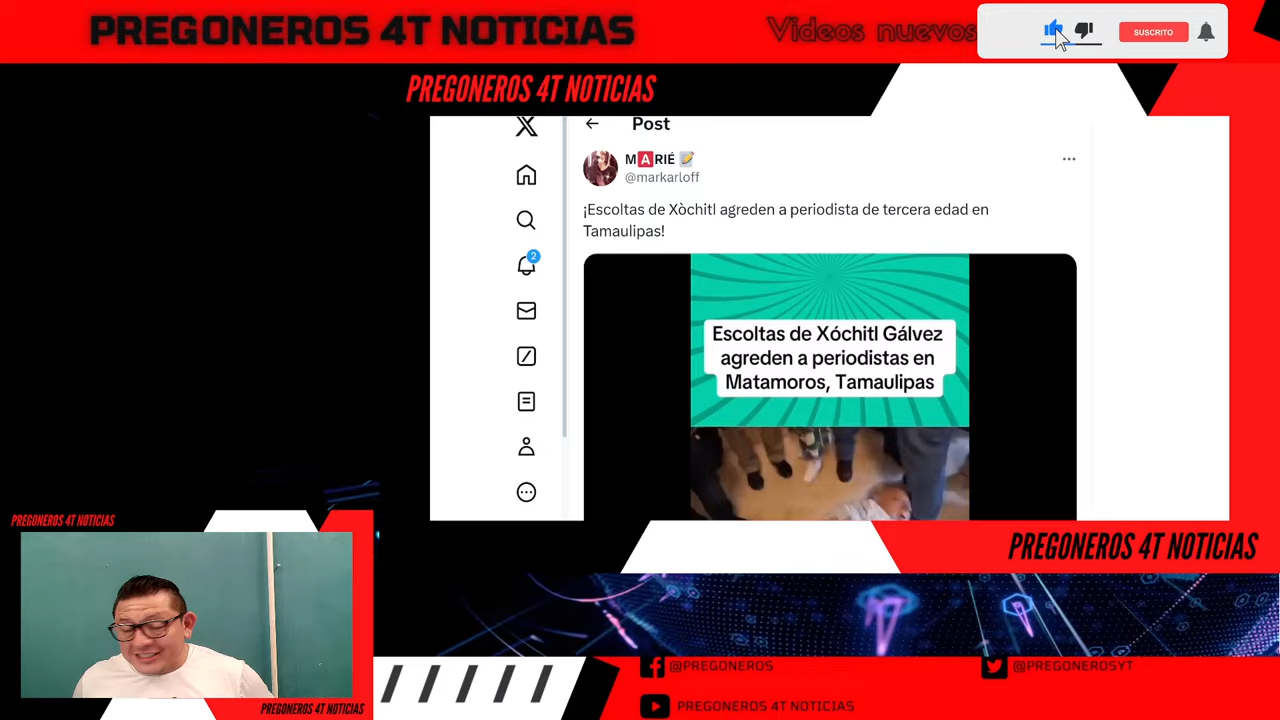 PREGONEROS 4T NOTICIAS
Videos nuevos
SUSCRITO
PREGONEROS 4T NOTICIAS
Post
MARIÉ
@markarloff
¡Escoltas de Xòchitl agreden a periodista de tercera edad en
Tamaulipas!
2
Escoltas de Xóchitl Gálvez
agreden a periodistas en
Matamoros, Tamaulipas
PREGONEROS 4T NOTICIAS
PREGONEROS 4T NOTICIAS
PREGONEROS 4T NOTICIAS
@PREGONEROS
@PREGONEROSYT
PREGONEROS 4T NOTICIAS